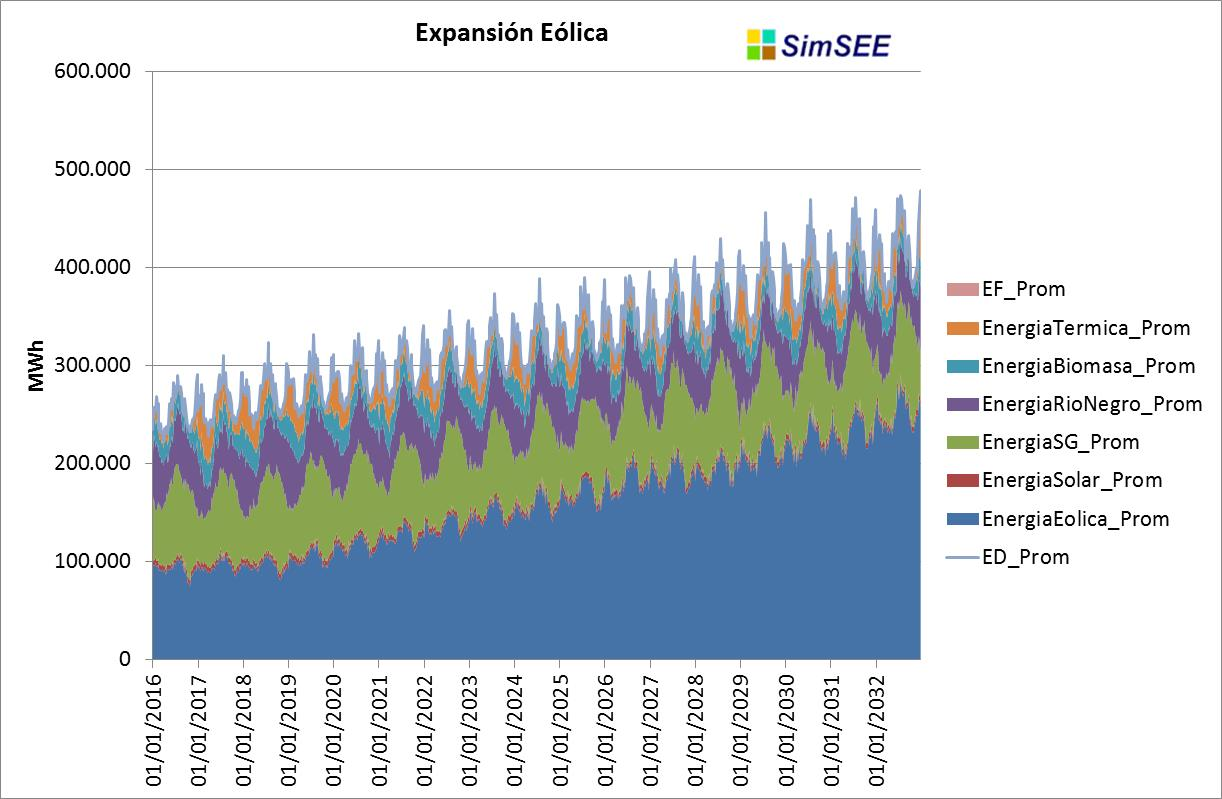 Expansión Eólica
SimSEE
600.000
500.000
400.000
300.000
200.000
100.000
0
MWh
01/01/2016
01/01/2017
01/01/2018
01/01/2019
01/01/2020
01/01/2021
01/01/2022
01/01/2023
01/01/2024
01/01/2025
01/01/2026
01/01/2027
01/01/2028
01/01/2029
01/01/2030
01/01/2031
01/01/2032
EF_Prom
EnergiaTermica_Prom
EnergiaBiomasa_Prom
EnergiaRioNegro_Prom
EnergiaSG_Prom
EnergiaSolar_Prom
EnergiaEolica_Prom
ED_Prom